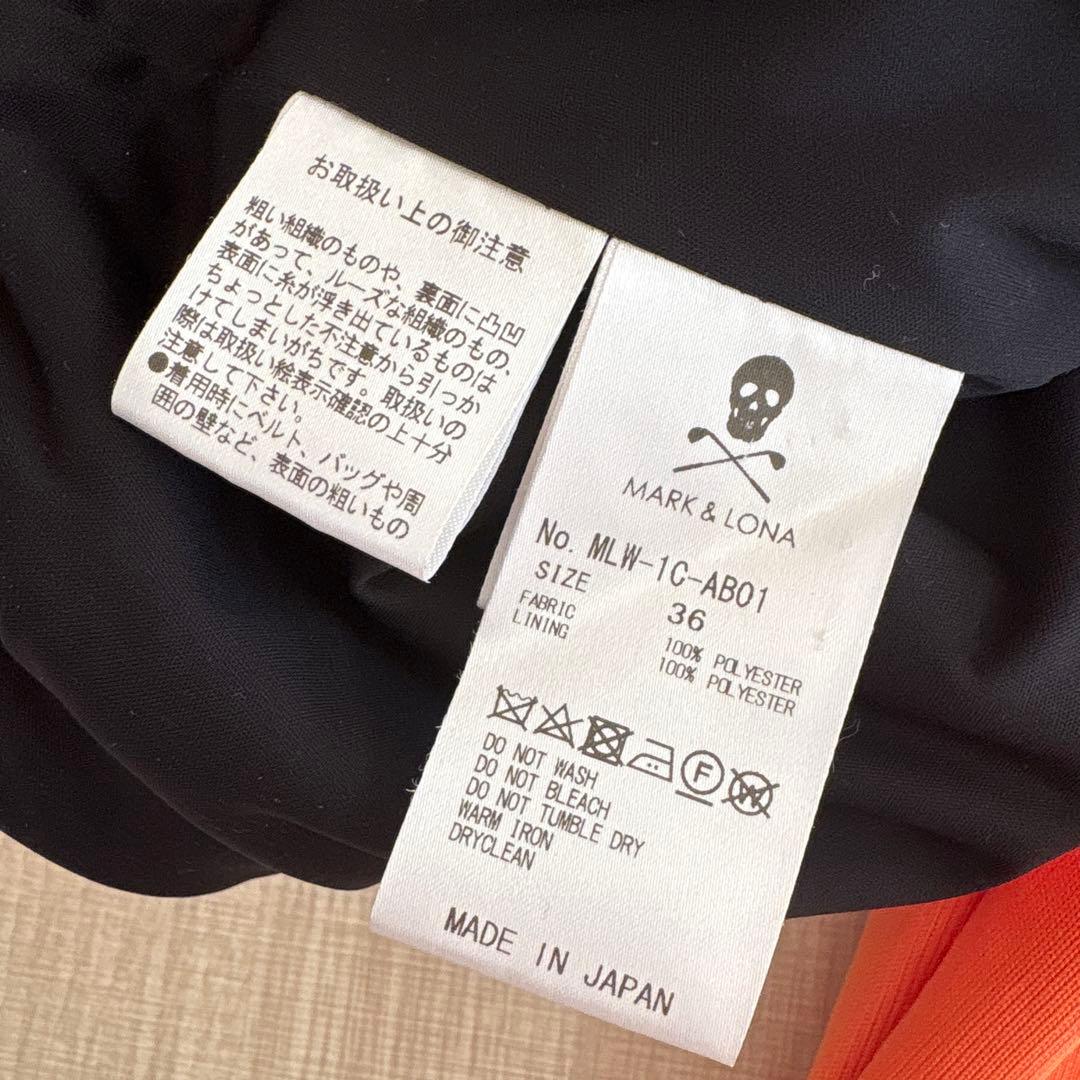 お取扱い上の御注意
粗い組織のものや、裏面に凸凹
があって、ルーズな組織のもの、
表面に糸が浮き出ているものは
ちょっとした不注意から引っか
けてしまいがちです。取扱いの
際は取扱い絵表示確認の上十分
注意して下さい。
●着用時にベルト、バッグや周
囲の壁など、表面の粗いもの
MARK & LONA
No. MLW-1C-AB01
SIZE 36
FABRIC 100% POLYESTER
LINING 100% POLYESTER
F
W
DO NOT WASH
DO NOT BLEACH
DO NOT TUMBLE DRY
WARM IRON
DRYCLEAN
MADE IN JAPAN